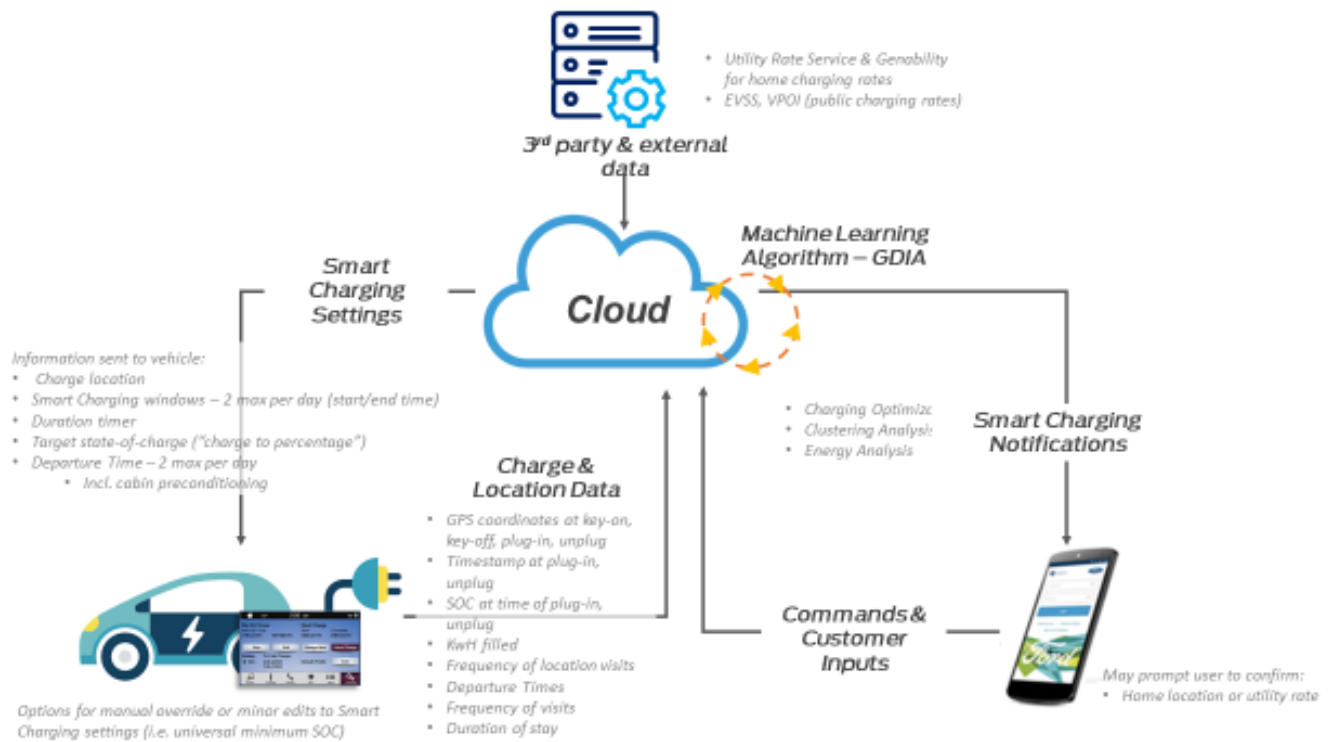 • Utility Rate Service & Genability
for home charging rates
• EVSS, VPOI (public charging rates)
3rd party & external
data
Machine Learning
Algorithm – GDIA
Smart
Charging
Settings
Cloud
Information sent to vehicle:
• Charge location
• Smart Charging windows – 2 max per day (start/end time)
• Duration timer
• Target state-of-charge ("charge to percentage")
• Departure Time – 2 max per day
• Incl. cabin preconditioning
• Charging Optimiza
• Clustering Analysis
• Energy Analysis
Smart Charging
Notifications
Charge &
Location Data
• GPS coordinates at key-on,
key-off, plug-in, unplug
• Timestamp at plug-in,
unplug
• SOC at time of plug-in,
unplug
• KwH filled
• Frequency of location visits
• Departure Times
• Frequency of visits
• Duration of stay
Commands &
Customer
Inputs
Ford
May prompt user to confirm:
• Home location or utility rate
Options for manual override or minor edits to Smart
Charging settings (i.e. universal minimum SOC)